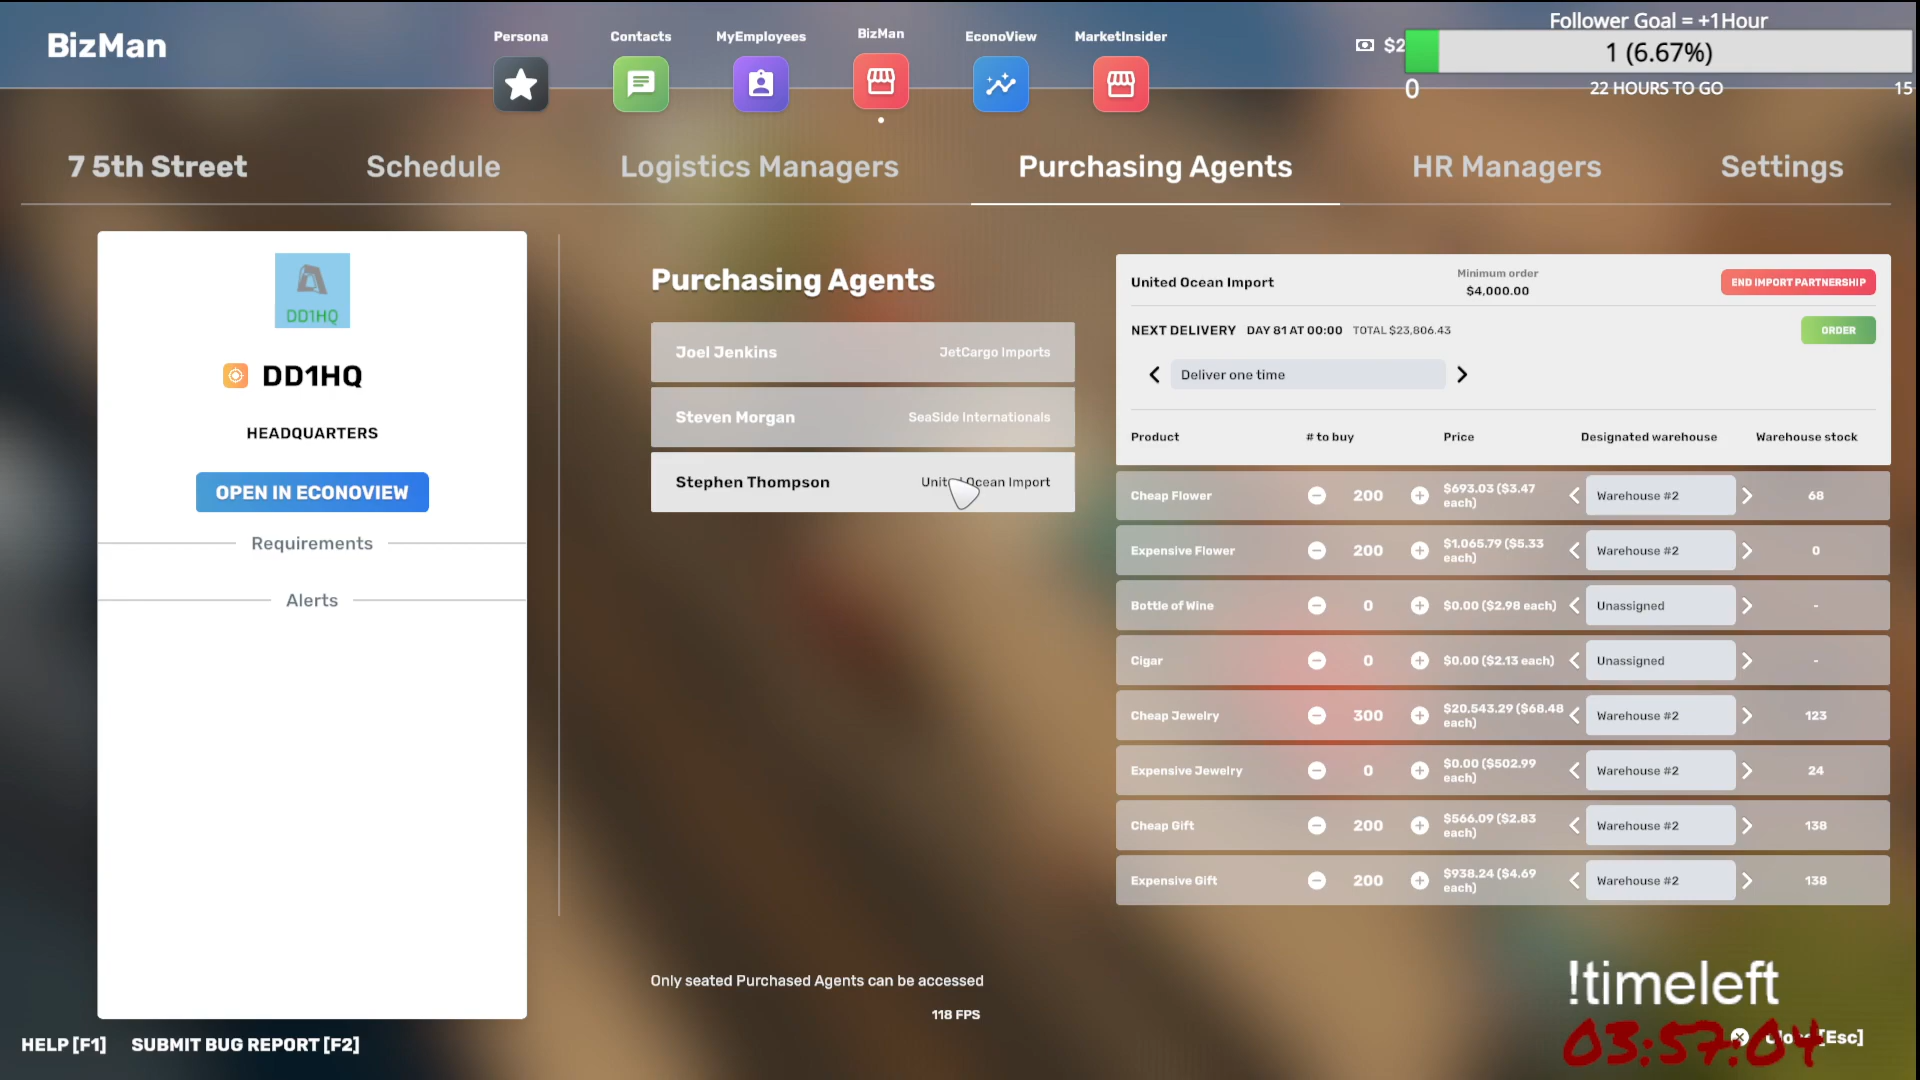 BizMan
Persona
Contacts
MyEmployees
BizMan
EconoView
MarketInsider
$2
Follower Goal = +1Hour
1 (6.67%)
0
22 HOURS TO GO
15
7 5th Street
Schedule
Logistics Managers
Purchasing Agents
HR Managers
Settings
DD1HQ
DD1HQ
HEADQUARTERS
OPEN IN ECONOVIEW
Requirements
Alerts
Purchasing Agents
Joel Jenkins JetCargo Imports
Steven Morgan SeaSide Internationals
Stephen Thompson United Ocean Import
Only seated Purchased Agents can be accessed
118 FPS
United Ocean Import
Minimum order
$4,000.00
END IMPORT PARTNERSHIP
NEXT DELIVERY DAY 81 AT 00:00 TOTAL $23,806.43
ORDER
Deliver one time
Product # to buy Price Designated warehouse Warehouse stock
Cheap Flower 200 $693.03 ($3.47 each) Warehouse #2 68
Expensive Flower 200 $1,065.79 ($5.33 each) Warehouse #2 0
Bottle of Wine 0 $0.00 ($2.98 each) Unassigned -
Cigar 0 $0.00 ($2.13 each) Unassigned -
Cheap Jewelry 300 $20,543.29 ($68.48 each) Warehouse #2 123
Expensive Jewelry 0 $0.00 ($502.99 each) Warehouse #2 24
Cheap Gift 200 $566.09 ($2.83 each) Warehouse #2 138
Expensive Gift 200 $938.24 ($4.69 each) Warehouse #2 138
!timeleft
03:57:04
[Esc]
HELP [F1] SUBMIT BUG REPORT [F2]